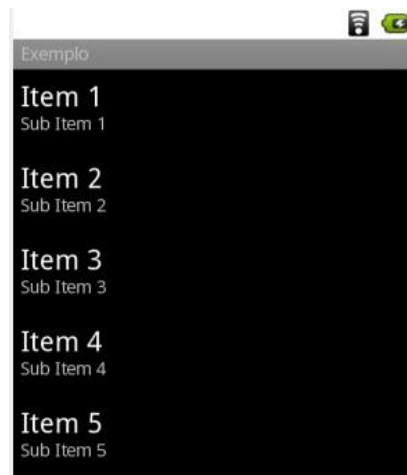 Exemplo
Item 1
Sub Item 1
Item 2
Sub Item 2
Item 3
Sub Item 3
Item 4
Sub Item 4
Item 5
Sub Item 5